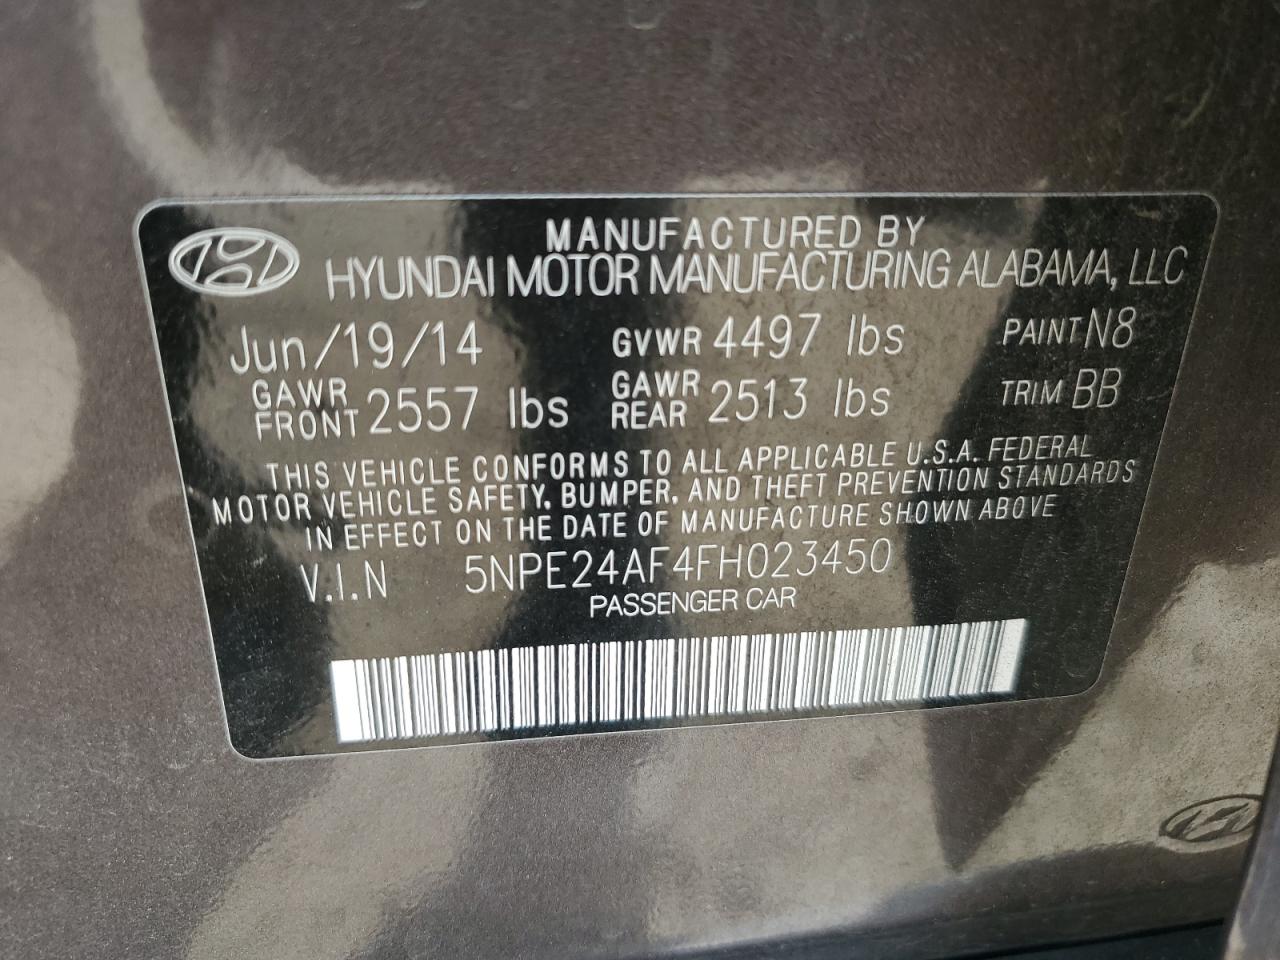 MANUFACTURED BY
HYUNDAI MOTOR MANUFACTURING ALABAMA, LLC
Jun/19/14 GVWR 4497 lbs PAINT N8
GAWR FRONT 2557 lbs GAWR REAR 2513 lbs TRIM BB
THIS VEHICLE CONFORMS TO ALL APPLICABLE U.S.A. FEDERAL
MOTOR VEHICLE SAFETY, BUMPER, AND THEFT PREVENTION STANDARDS
IN EFFECT ON THE DATE OF MANUFACTURE SHOWN ABOVE
V.I.N 5NPE24AF4FH023450
PASSENGER CAR